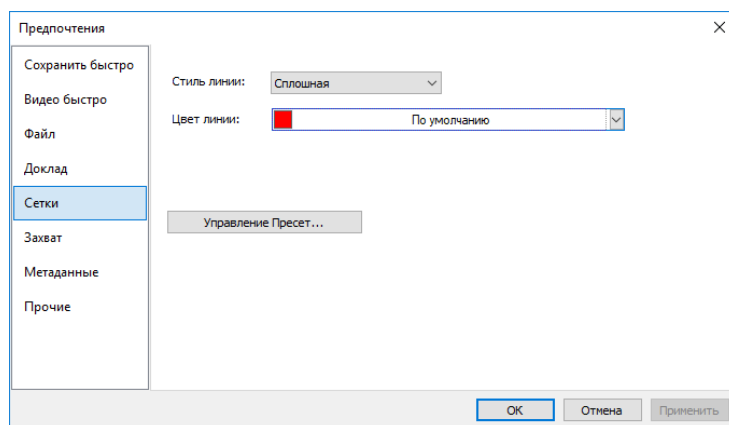 Предпочтения
Сохранить быстро
Видео быстро
Файл
Доклад
Сетки
Захват
Метаданные
Прочие
Стиль линии: Сплошная
Цвет линии: По умолчанию
Управление Пресет...
OK Отмена Применить